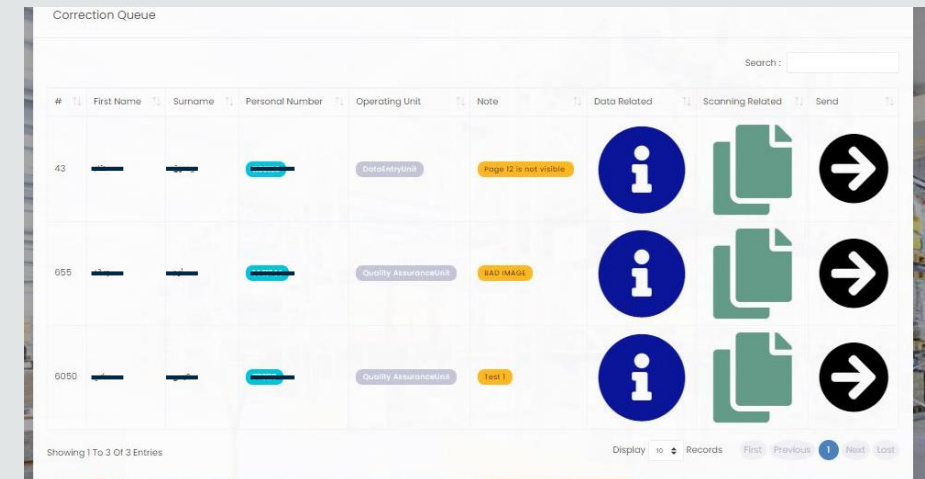 Correction Queue
Search :
# First Name Surname Personal Number Operating Unit Note Data Related Scanning Related Send
43 DataEntryUnit Page 12 is not visible
655 Quality AssuranceUnit BAD IMAGE
6050 Quality AssuranceUnit Test 1
Showing 1 To 3 Of 3 Entries
Display 10 Records First Previous 1 Next Last